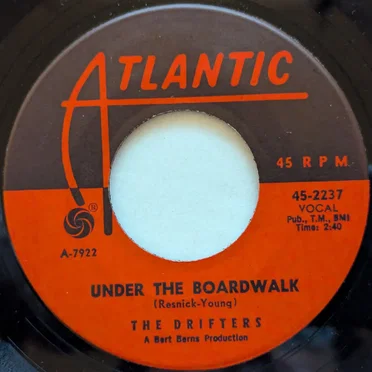 ATLANTIC
45 RPM
45-2237
VOCAL
Pub., T.M., BMI.
Time: 2:40
A-7922
UNDER THE BOARDWALK
(Resnick-Young)
THE DRIFTERS
A Bert Berns Production